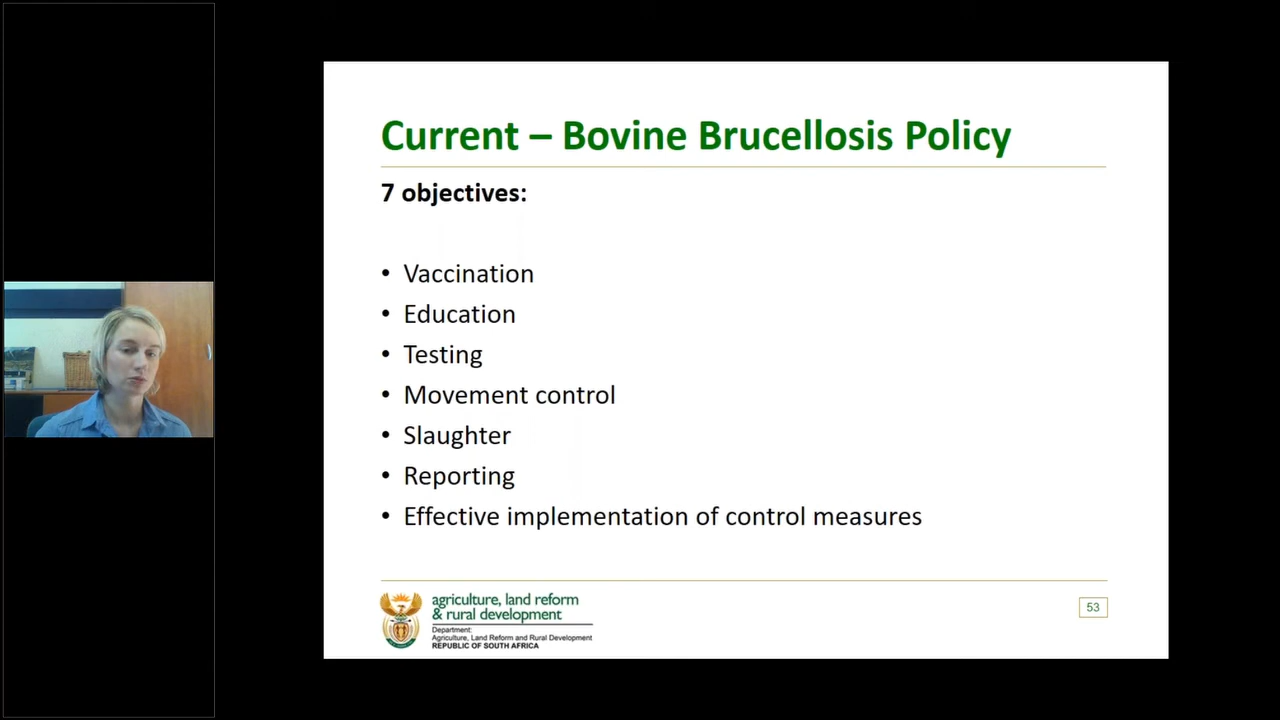 Current – Bovine Brucellosis Policy
7 objectives:
• Vaccination
• Education
• Testing
• Movement control
• Slaughter
• Reporting
• Effective implementation of control measures
agriculture, land reform
& rural development
Department:
Agriculture, Land Reform and Rural Development
REPUBLIC OF SOUTH AFRICA
53